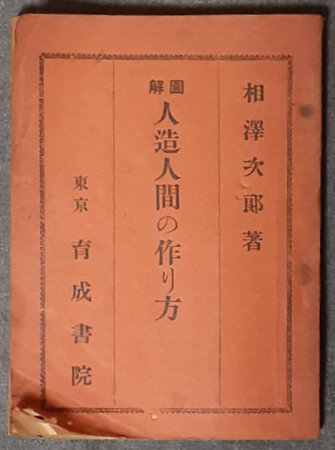 相澤次郞著
圖解
人造人間の作り方
東京 育成書院